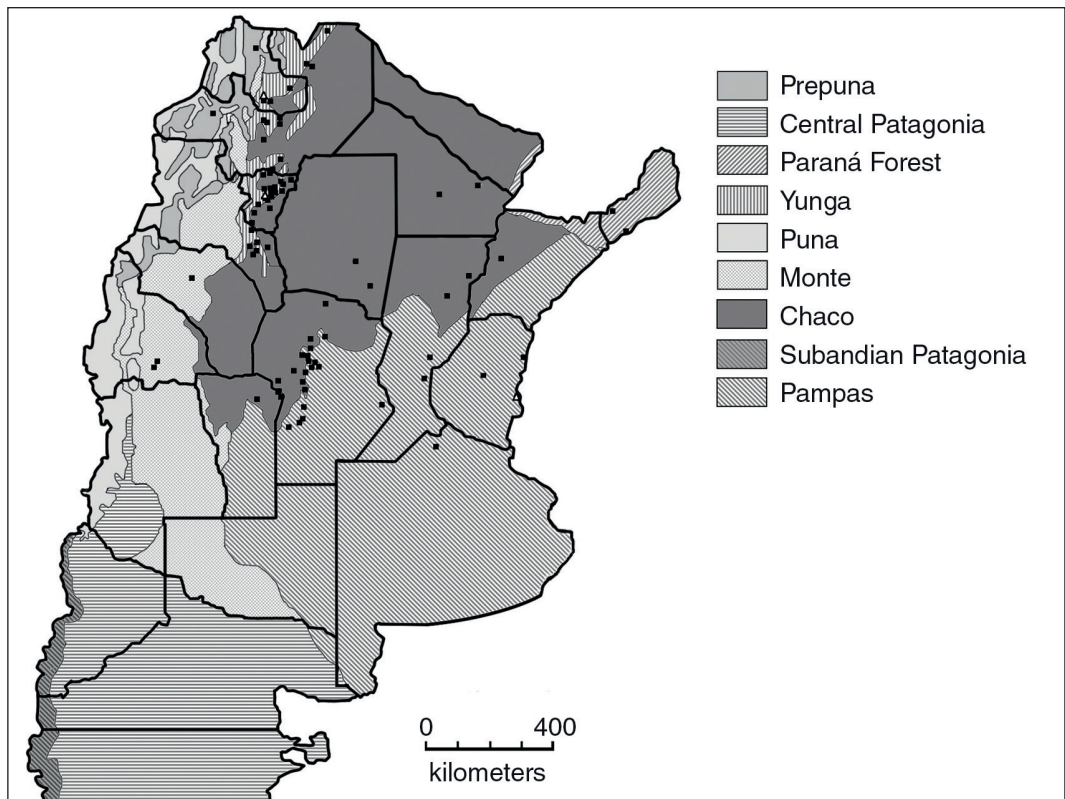 Prepuna
Central Patagonia
Paraná Forest
Yunga
Puna
Monte
Chaco
Subandian Patagonia
Pampas
0 400
kilometers